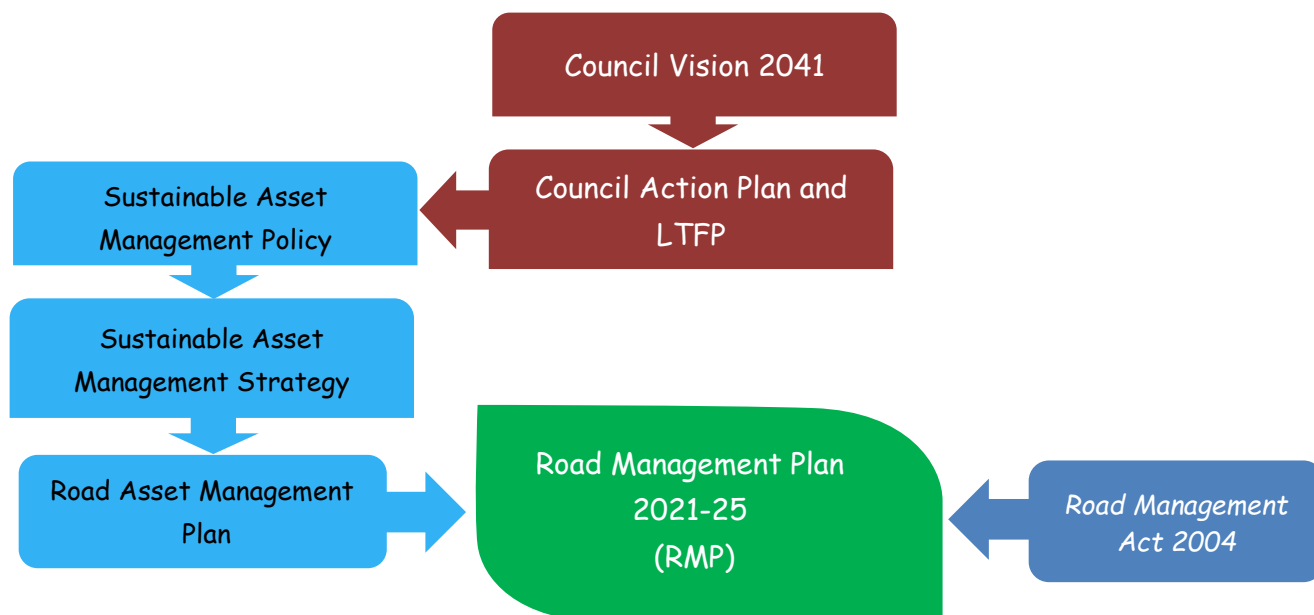 Council Vision 2041
Council Action Plan and
LTFP
Sustainable Asset
Management Policy
Sustainable Asset
Management Strategy
Road Asset Management
Plan
Road Management Plan
2021-25
(RMP)
Road Management
Act 2004